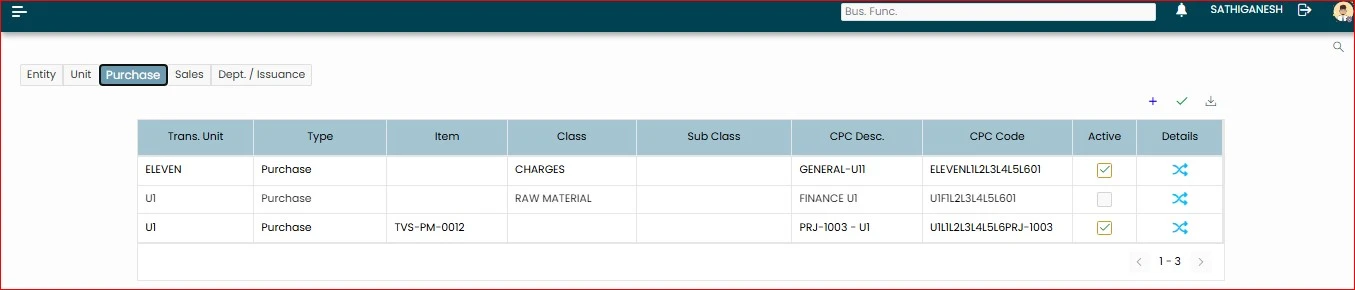 Bus. Func. SATHIGANESH
Entity Unit Purchase Sales Dept. / Issuance
Trans. Unit Type Item Class Sub Class CPC Desc. CPC Code Active Details
ELEVEN Purchase CHARGES GENERAL-U11 ELEVENL1L2L3L4L5L601
U1 Purchase RAW MATERIAL FINANCE U1 U1F1L2L3L4L5L601
U1 Purchase TVS-PM-0012 PRJ-1003 - U1 U1L1L2L3L4L5L6PRJ-1003
1 - 3